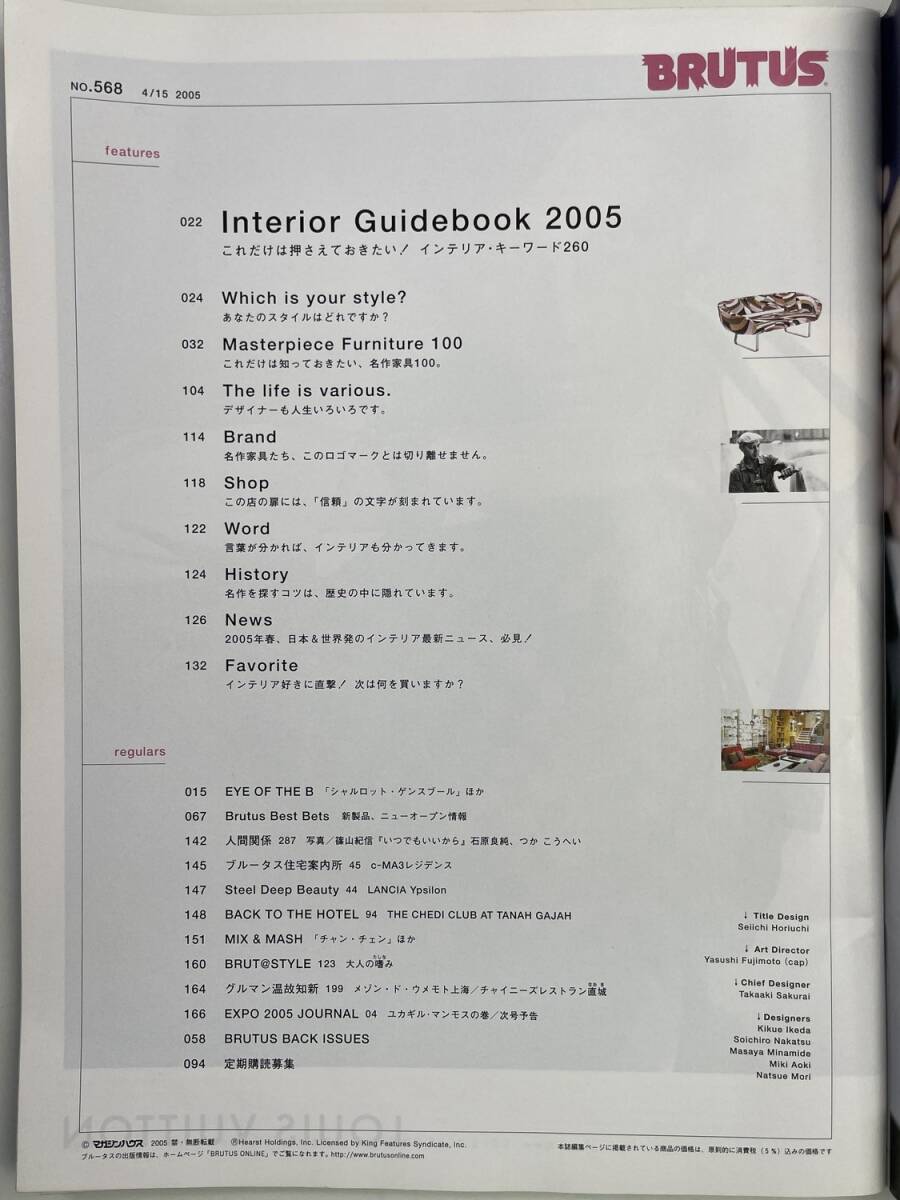 NO.568 4/15 2005
BRUTUS
features
022 Interior Guidebook 2005
これだけは押さえておきたい! インテリア・キーワード260
024 Which is your style?
あなたのスタイルはどれですか?
032 Masterpiece Furniture 100
これだけは知っておきたい、名作家具100。
104 The life is various.
デザイナーも人生いろいろです。
114 Brand
名作家具たち、このロゴマークとは切り離せません。
118 Shop
この店の扉には、「信頼」の文字が刻まれています。
122 Word
言葉が分かれば、インテリアも分かってきます。
124 History
名作を探すコツは、歴史の中に隠れています。
126 News
2005年春、日本&世界発のインテリア最新ニュース、必見!
132 Favorite
インテリア好きに直撃! 次は何を買いますか?
regulars
015 EYE OF THE B 「シャルロット・ゲンスブール」ほか
067 Brutus Best Bets 新製品、ニューオープン情報
142 人間関係 287 写真/篠山紀信『いつでもいいから』石原良純、つか こうへい
145 ブルータス住宅案内所 45 c-MA3レジデンス
147 Steel Deep Beauty 44 LANCIA Ypsilon
148 BACK TO THE HOTEL 94 THE CHEDI CLUB AT TANAH GAJAH
151 MIX & MASH 「チャン・チェン」ほか
160 BRUT@STYLE 123 大人の嗜み
164 グルマン温故知新 199 メゾン・ド・ウメモト上海/チャイニーズレストラン直城
166 EXPO 2005 JOURNAL 04 ユカギル・マンモスの巻/次号予告
058 BRUTUS BACK ISSUES
094 定期購読募集
↓ Title Design
Seiichi Horiuchi
↓ Art Director
Yasushi Fujimoto (cap)
↓ Chief Designer
Takaaki Sakurai
↓ Designers
Kikue Ikeda
Soichiro Nakatsu
Masaya Minamide
Miki Aoki
Natsue Mori
LOUIS VUITTON
© マガジンハウス 2005 禁・無断転載 ®Hearst Holdings, Inc. Licensed by King Features Syndicate, Inc.
ブルータスの出版情報は、ホームページ「BRUTUS ONLINE」でご覧になれます。http://www.brutusonline.com
本誌編集ページに掲載されている商品の価格は、原則的に消費税(5%)込みの価格です